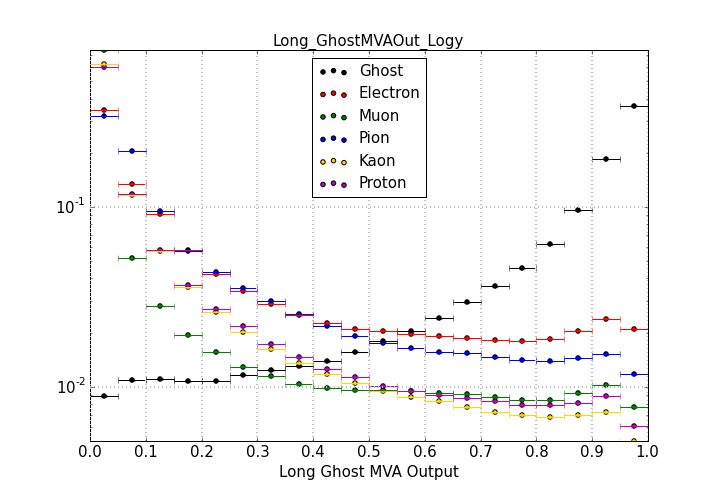 Long_GhostMVAOut_Logy
Ghost
Electron
Muon
Pion
Kaon
Proton
10⁻¹
10⁻²
0.0 0.1 0.2 0.3 0.4 0.5 0.6 0.7 0.8 0.9 1.0
Long Ghost MVA Output